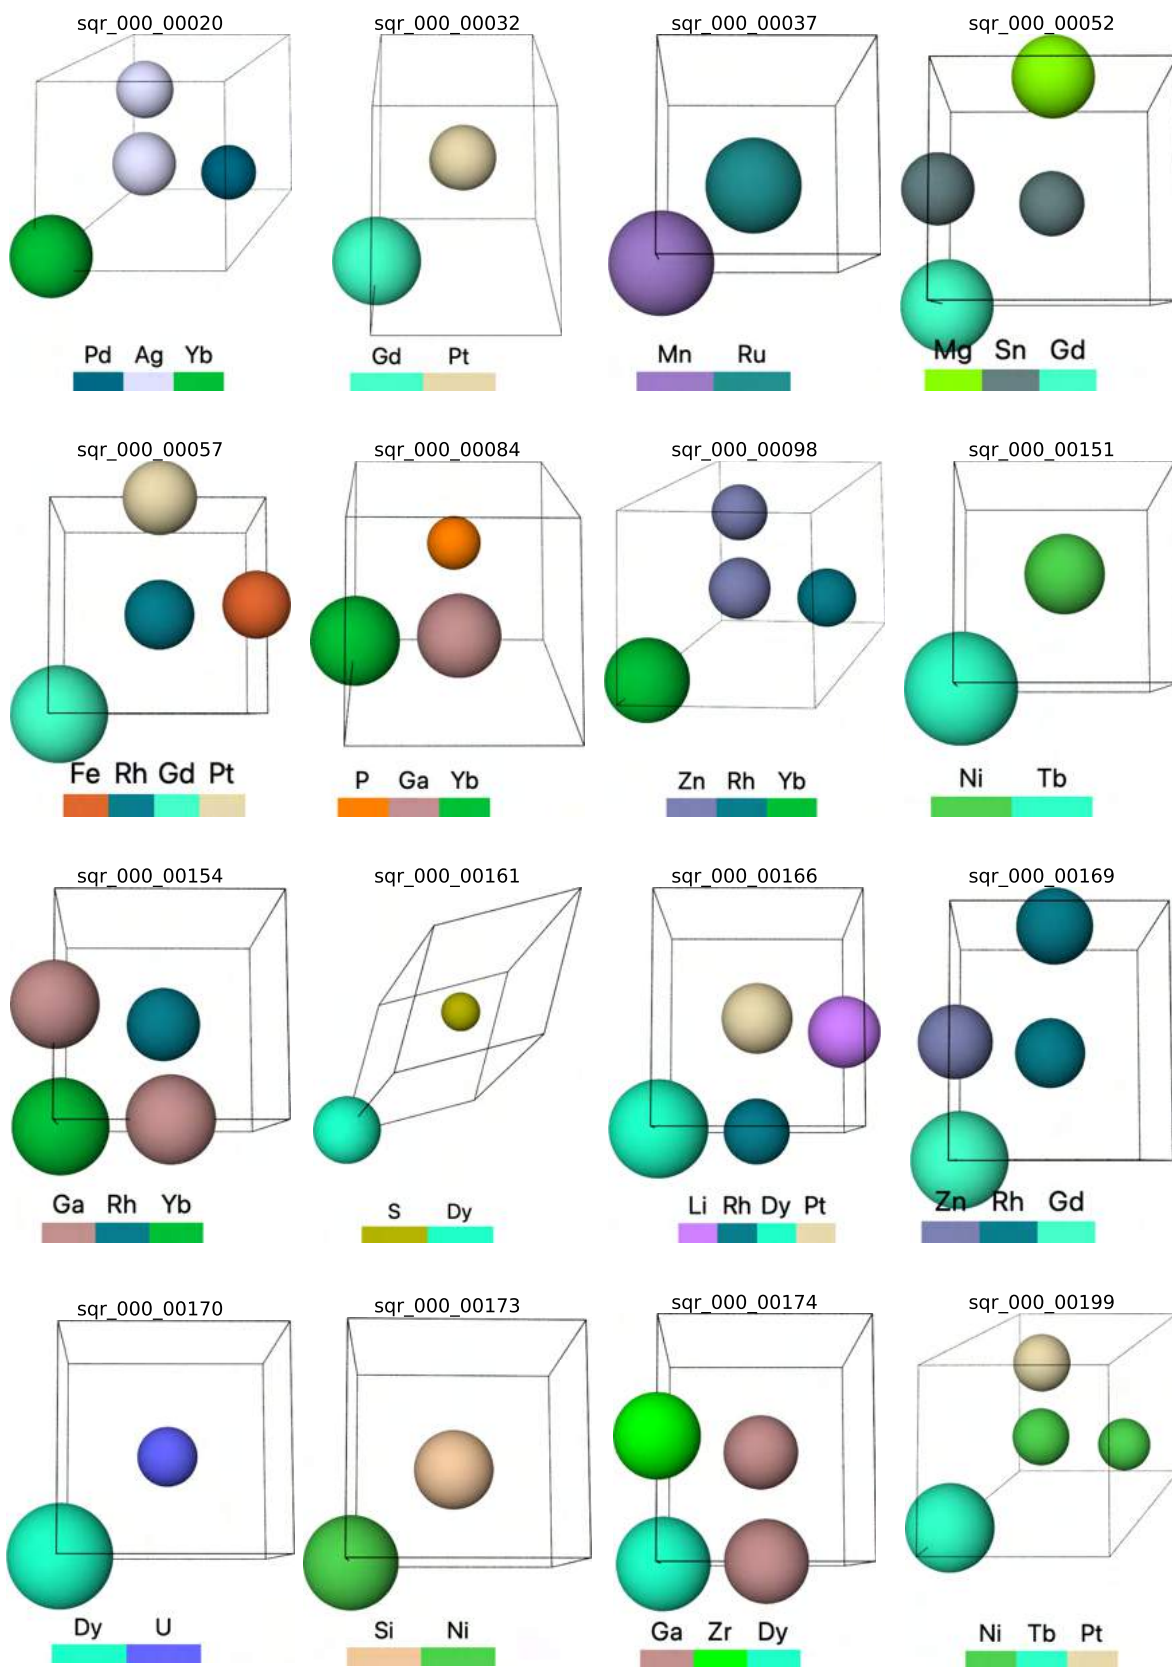 sqr_000_00020 sqr_000_00032 sqr_000_00037 sqr_000_00052
Pd Ag Yb
Gd Pt
Mn Ru
Mg Sn Gd
sqr_000_00057 sqr_000_00084 sqr_000_00098 sqr_000_00151
Fe Rh Gd Pt
P Ga Yb
Zn Rh Yb
Ni Tb
sqr_000_00154 sqr_000_00161 sqr_000_00166 sqr_000_00169
Ga Rh Yb
S Dy
Li Rh Dy Pt
Zn Rh Gd
sqr_000_00170 sqr_000_00173 sqr_000_00174 sqr_000_00199
Dy U
Si Ni
Ga Zr Dy
Ni Tb Pt